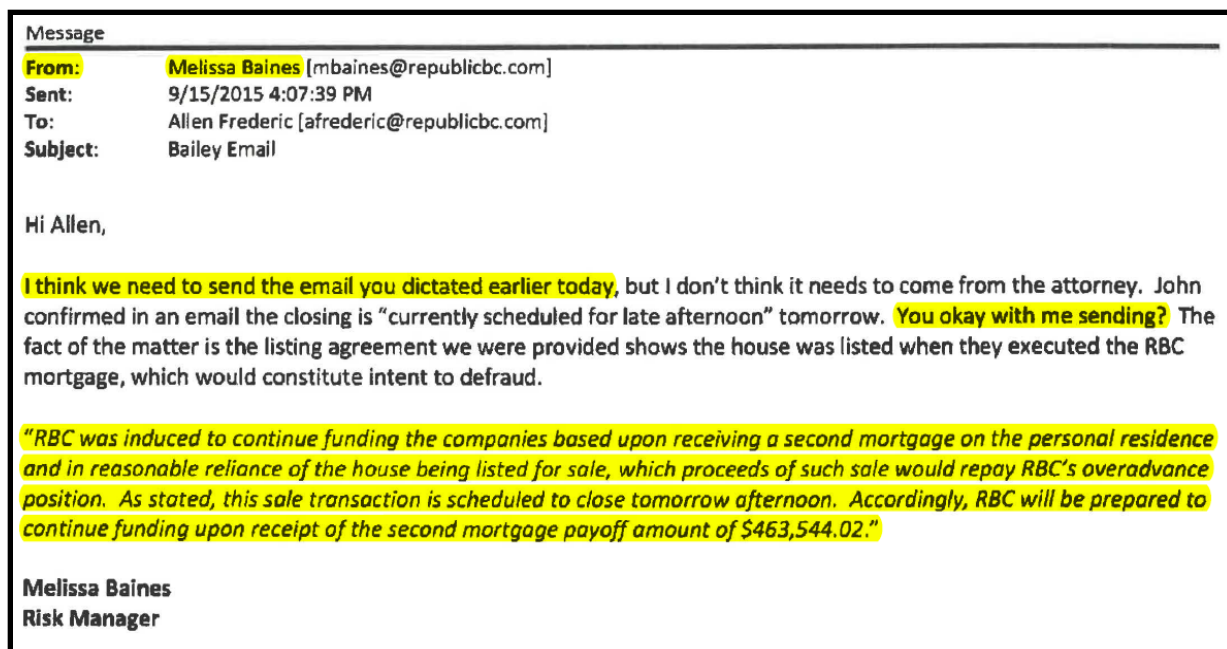 Message
From: Melissa Baines [mbaines@republicbc.com]
Sent: 9/15/2015 4:07:39 PM
To: Allen Frederic [afrederic@republicbc.com]
Subject: Bailey Email
Hi Allen,
I think we need to send the email you dictated earlier today, but I don't think it needs to come from the attorney. John
confirmed in an email the closing is "currently scheduled for late afternoon" tomorrow. You okay with me sending? The
fact of the matter is the listing agreement we were provided shows the house was listed when they executed the RBC
mortgage, which would constitute intent to defraud.
"RBC was induced to continue funding the companies based upon receiving a second mortgage on the personal residence
and in reasonable reliance of the house being listed for sale, which proceeds of such sale would repay RBC's overadvance
position. As stated, this sale transaction is scheduled to close tomorrow afternoon. Accordingly, RBC will be prepared to
continue funding upon receipt of the second mortgage payoff amount of $463,544.02."
Melissa Baines
Risk Manager